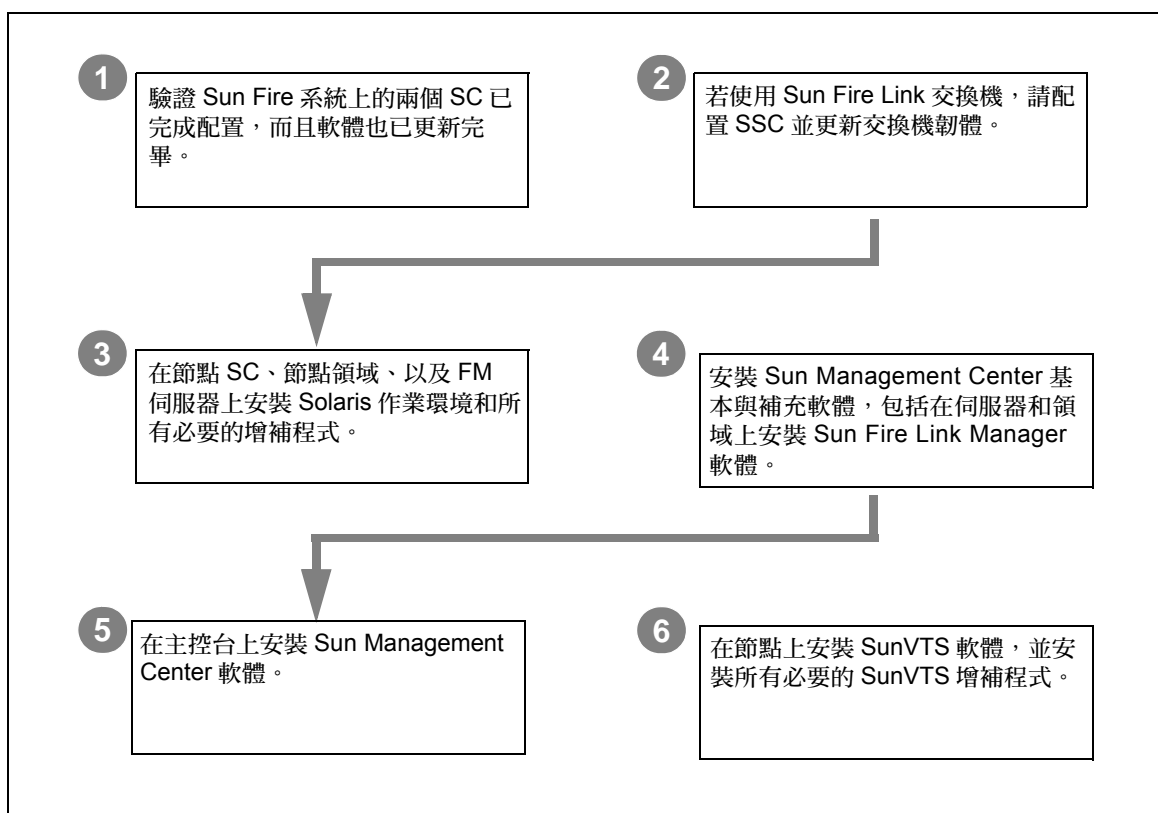 1
驗證 Sun Fire 系統上的兩個 SC 已
完成配置，而且軟體也已更新完
畢。
2
若使用 Sun Fire Link 交換機，請配
置 SSC 並更新交換機韌體。
3
在節點 SC、節點領域、以及 FM
伺服器上安裝 Solaris 作業環境和所
有必要的增補程式。
4
安裝 Sun Management Center 基
本與補充軟體，包括在伺服器和領
域上安裝 Sun Fire Link Manager
軟體。
5
在主控台上安裝 Sun Management
Center 軟體。
6
在節點上安裝 SunVTS 軟體，並安
裝所有必要的 SunVTS 增補程式。